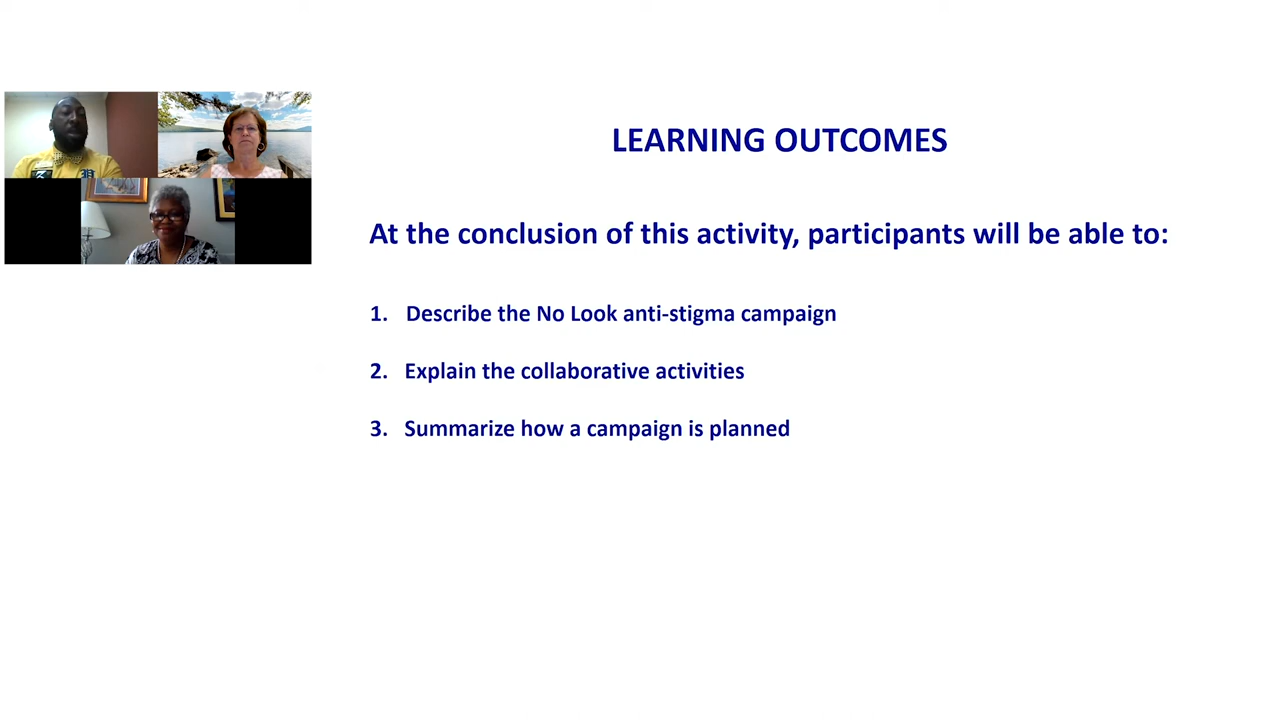 LEARNING OUTCOMES
At the conclusion of this activity, participants will be able to:
1. Describe the No Look anti-stigma campaign
2. Explain the collaborative activities
3. Summarize how a campaign is planned